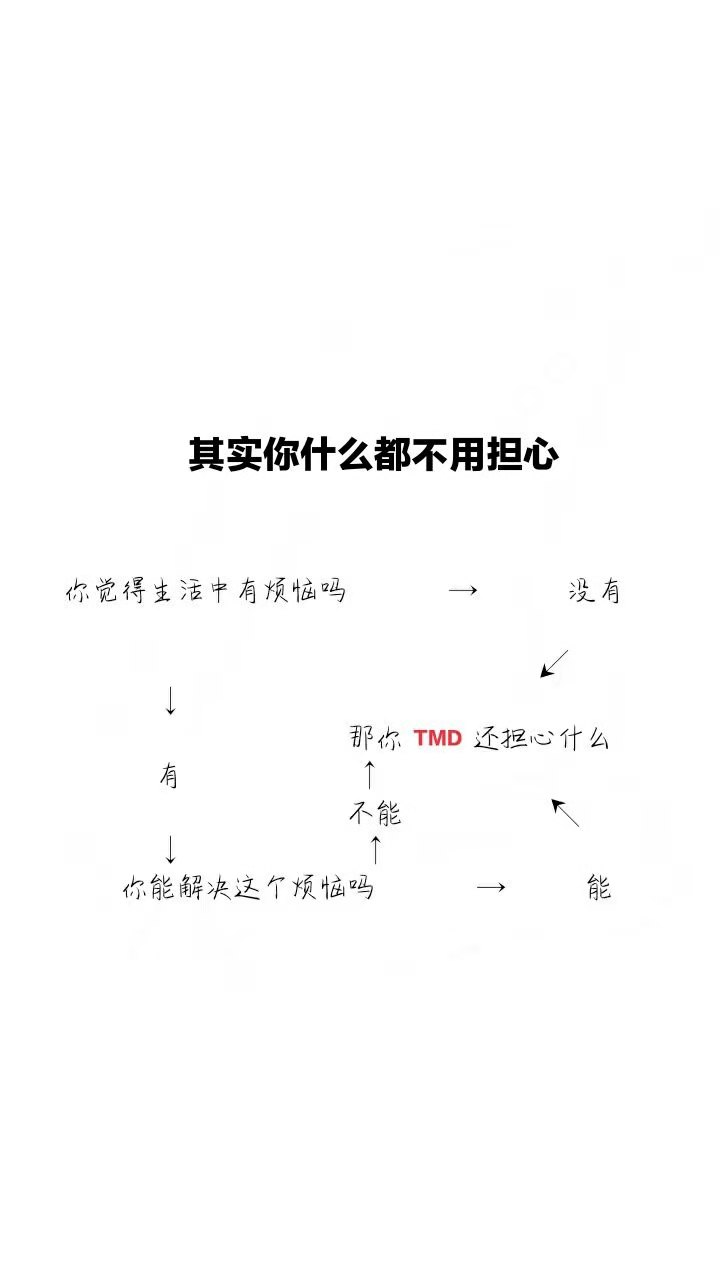 其实你什么都不用担心
你觉得生活中有烦恼吗 → 没有
↙
↓
那你 TMD 还担心什么
有 ↑
不能 ↖
↓ ↑
你能解决这个烦恼吗 → 能